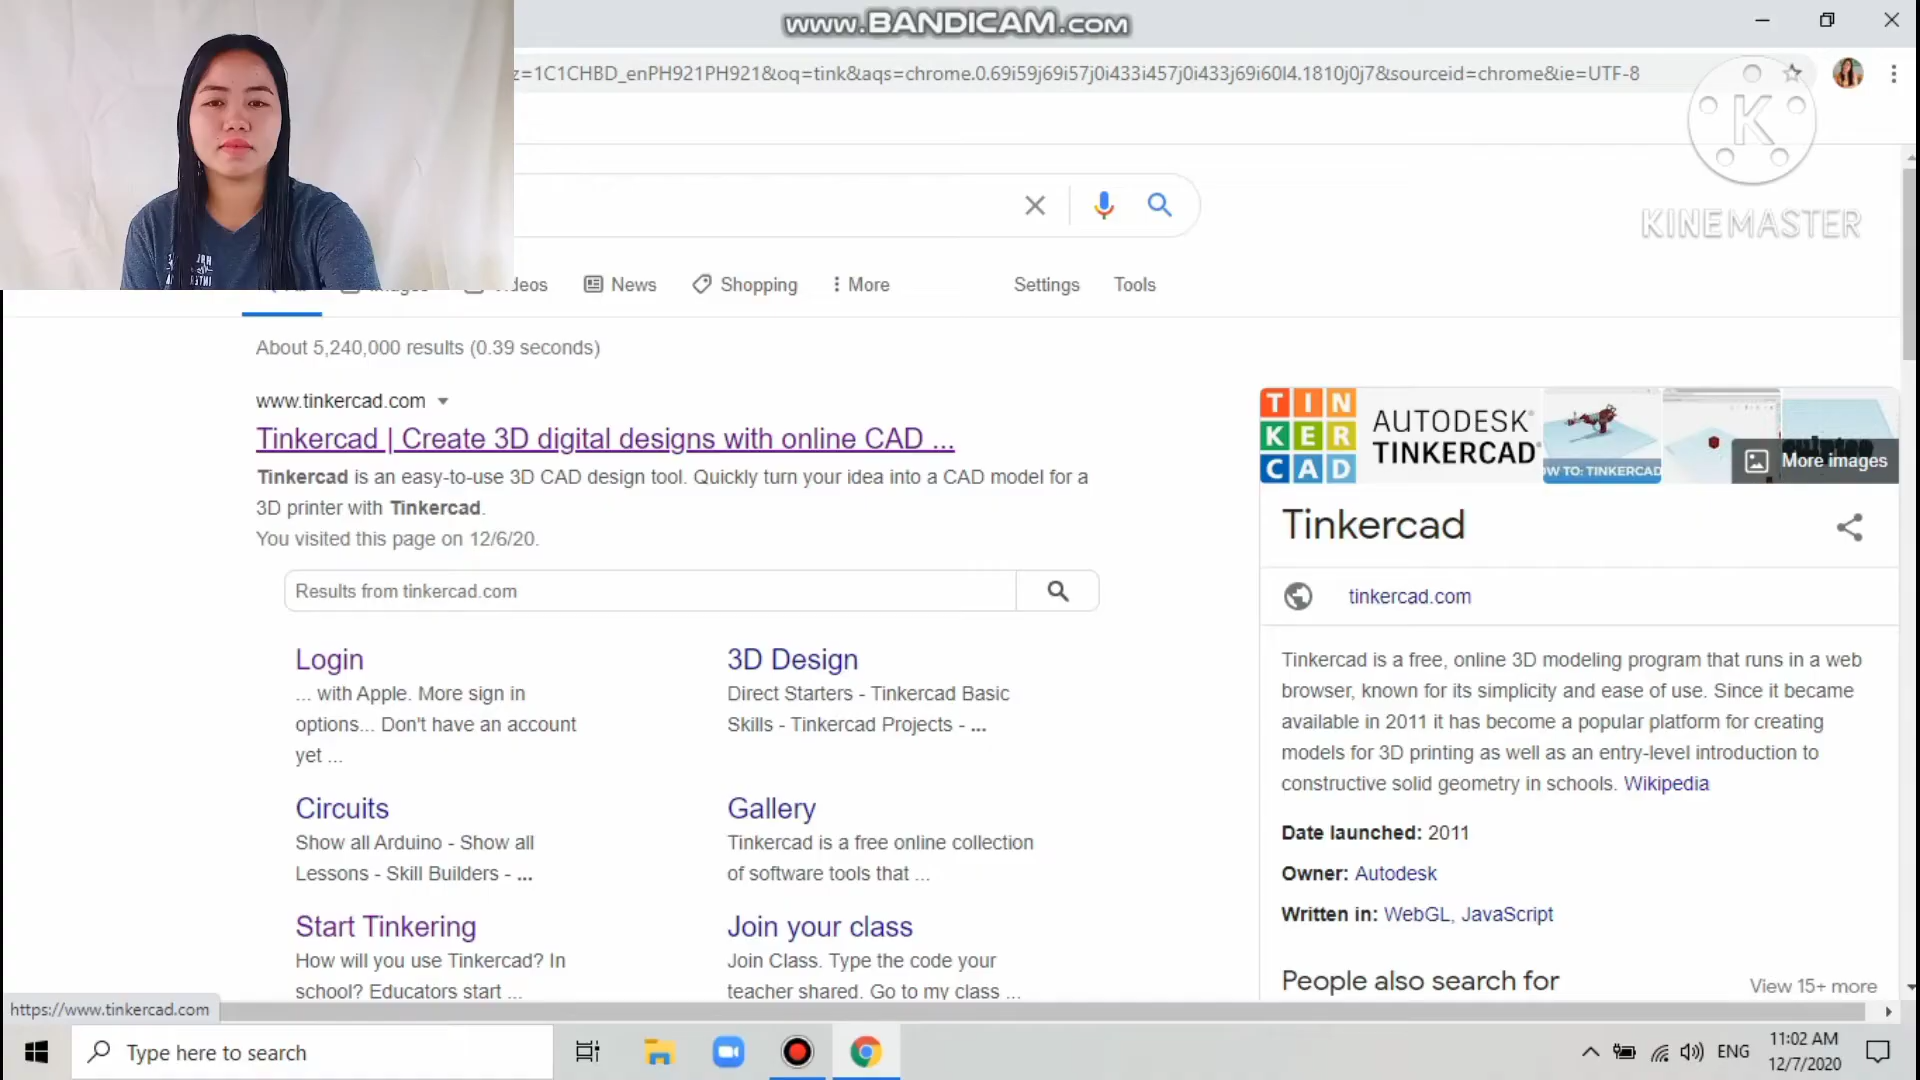 www.BANDICAM.com
z=1C1CHBD_enPH921PH921&oq=tink&aqs=chrome.0.69i59j69i57j0i433i457j0i433j69i60l4.1810j0j7&sourceid=chrome&ie=UTF-8
K
KINEMASTER
News
Shopping
More
Settings
Tools
About 5,240,000 results (0.39 seconds)
www.tinkercad.com
Tinkercad | Create 3D digital designs with online CAD ...
Tinkercad is an easy-to-use 3D CAD design tool. Quickly turn your idea into a CAD model for a
3D printer with Tinkercad.
You visited this page on 12/6/20.
Results from tinkercad.com
Login
... with Apple. More sign in
options... Don't have an account
yet ...
3D Design
Direct Starters - Tinkercad Basic
Skills - Tinkercad Projects - ...
Circuits
Show all Arduino - Show all
Lessons - Skill Builders - ...
Gallery
Tinkercad is a free online collection
of software tools that ...
Start Tinkering
How will you use Tinkercad? In
school? Educators start ...
Join your class
Join Class. Type the code your
teacher shared. Go to my class ...
TIN
KER
CAD
AUTODESK®
TINKERCAD®
TINKERCAD
More images
Tinkercad
tinkercad.com
Tinkercad is a free, online 3D modeling program that runs in a web
browser, known for its simplicity and ease of use. Since it became
available in 2011 it has become a popular platform for creating
models for 3D printing as well as an entry-level introduction to
constructive solid geometry in schools. Wikipedia
Date launched: 2011
Owner: Autodesk
Written in: WebGL, JavaScript
People also search for
View 15+ more
https://www.tinkercad.com
Type here to search
ENG
11:02 AM
12/7/2020